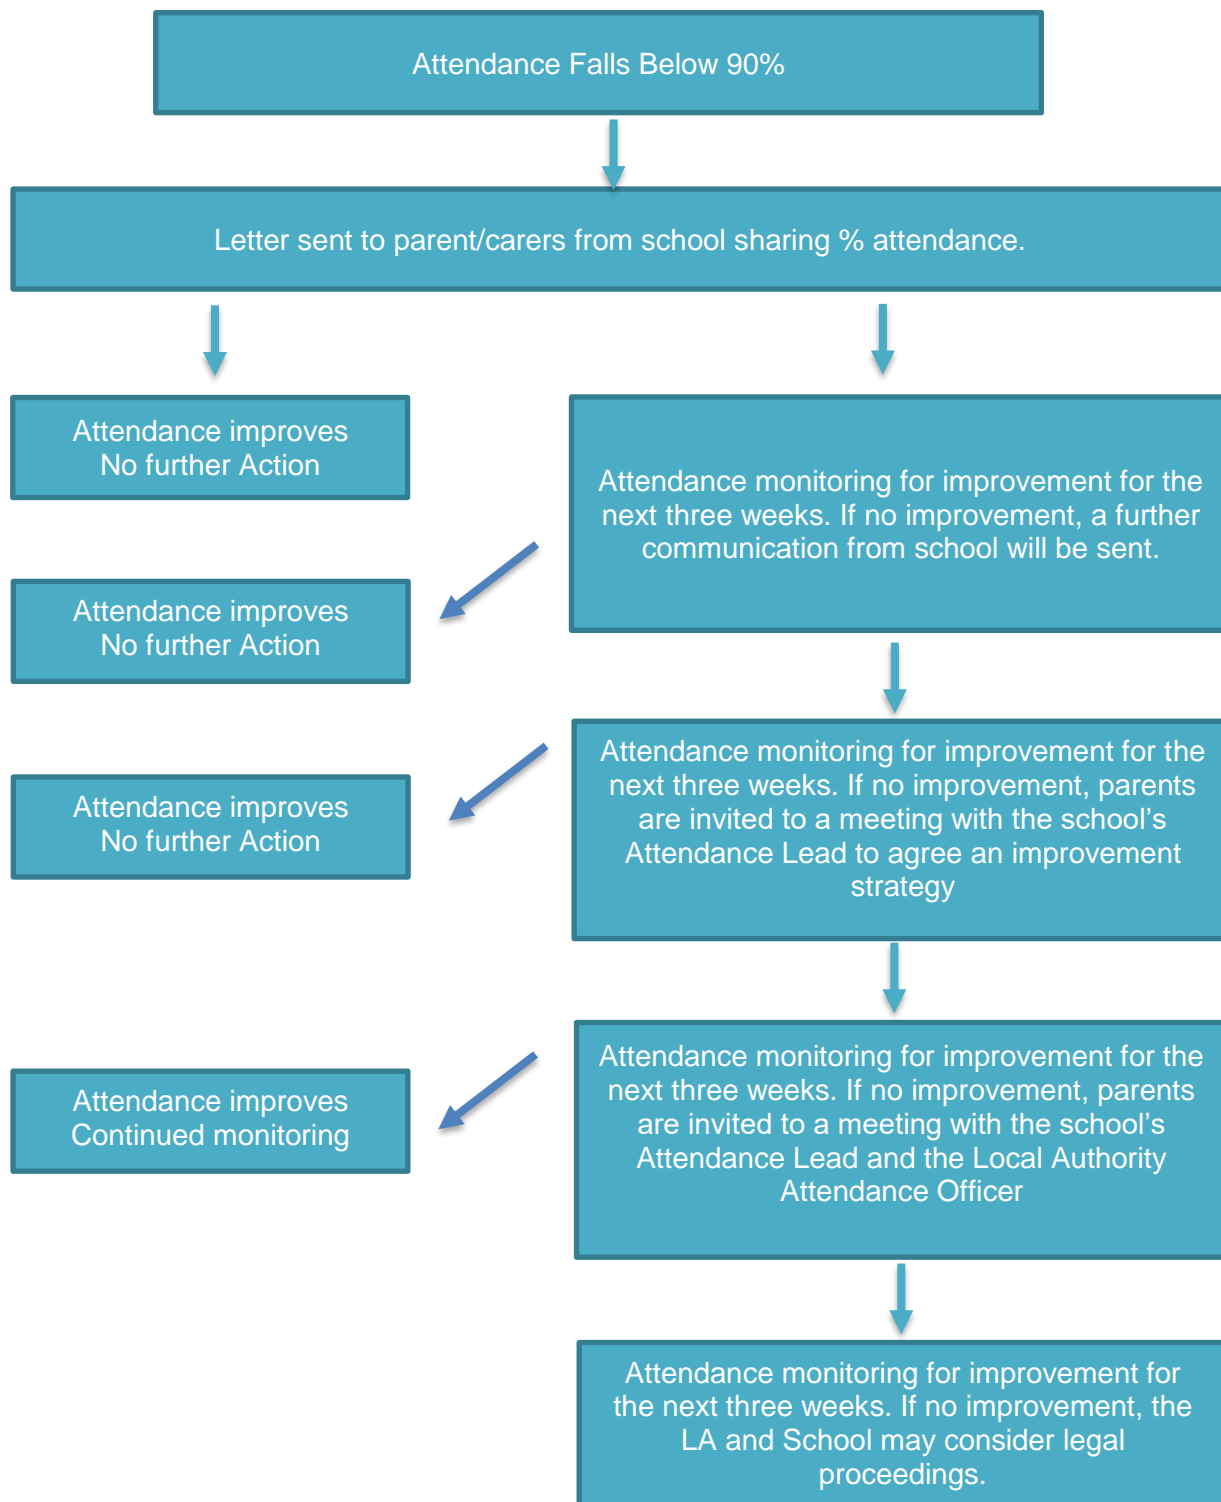 Attendance Falls Below 90%
Letter sent to parent/carers from school sharing % attendance.
Attendance improves
No further Action
Attendance monitoring for improvement for the
next three weeks. If no improvement, a further
communication from school will be sent.
Attendance improves
No further Action
Attendance monitoring for improvement for the
next three weeks. If no improvement, parents
are invited to a meeting with the school’s
Attendance Lead to agree an improvement
strategy
Attendance improves
No further Action
Attendance monitoring for improvement for the
next three weeks. If no improvement, parents
are invited to a meeting with the school’s
Attendance Lead and the Local Authority
Attendance Officer
Attendance improves
Continued monitoring
Attendance monitoring for improvement for
the next three weeks. If no improvement, the
LA and School may consider legal
proceedings.